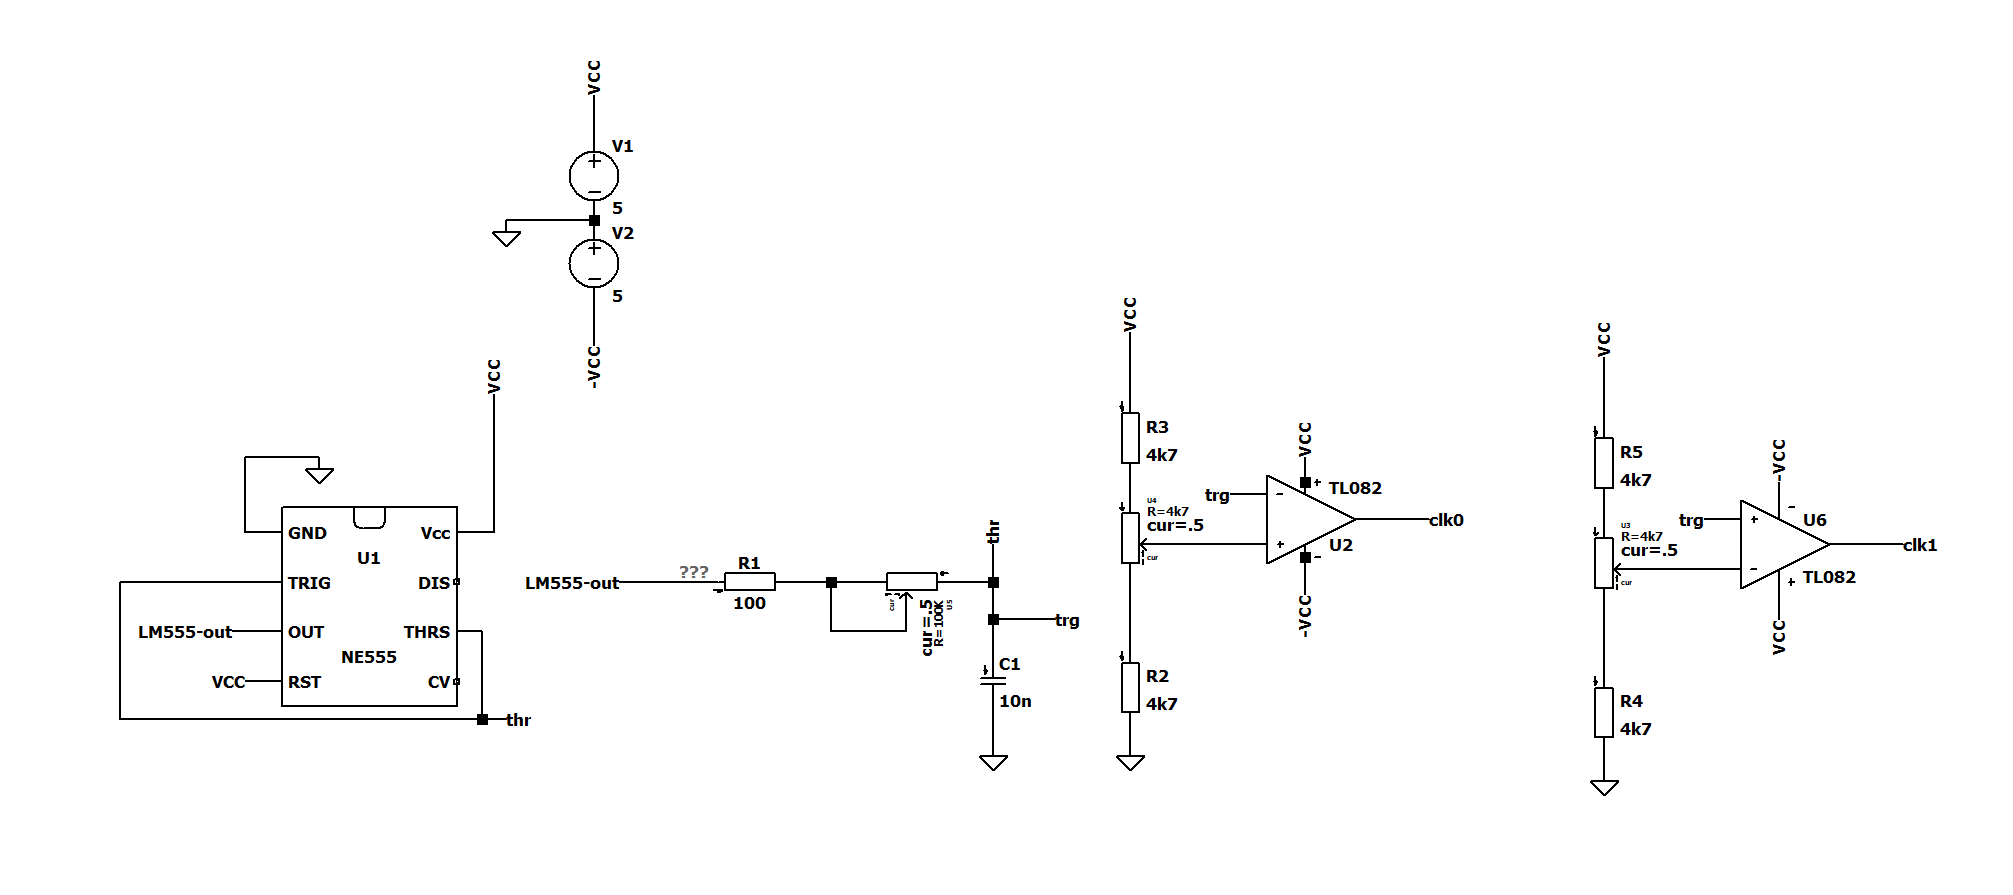 VCC
V1
5
V2
5
-VCC
VCC
GND
Vcc
U1
TRIG
DIS
LM555-out
OUT
THRS
NE555
VCC
RST
CV
thr
LM555-out
???
R1
100
cur
cur=.5
R=100K
U5
thr
trg
C1
10n
VCC
R3
4k7
U4
R=4k7
cur=.5
cur
R2
4k7
trg
VCC
-
+
+
-
TL082
U2
-VCC
clk0
VCC
R5
4k7
U3
R=4k7
cur=.5
cur
R4
4k7
trg
-VCC
-
+
-
+
U6
TL082
VCC
clk1